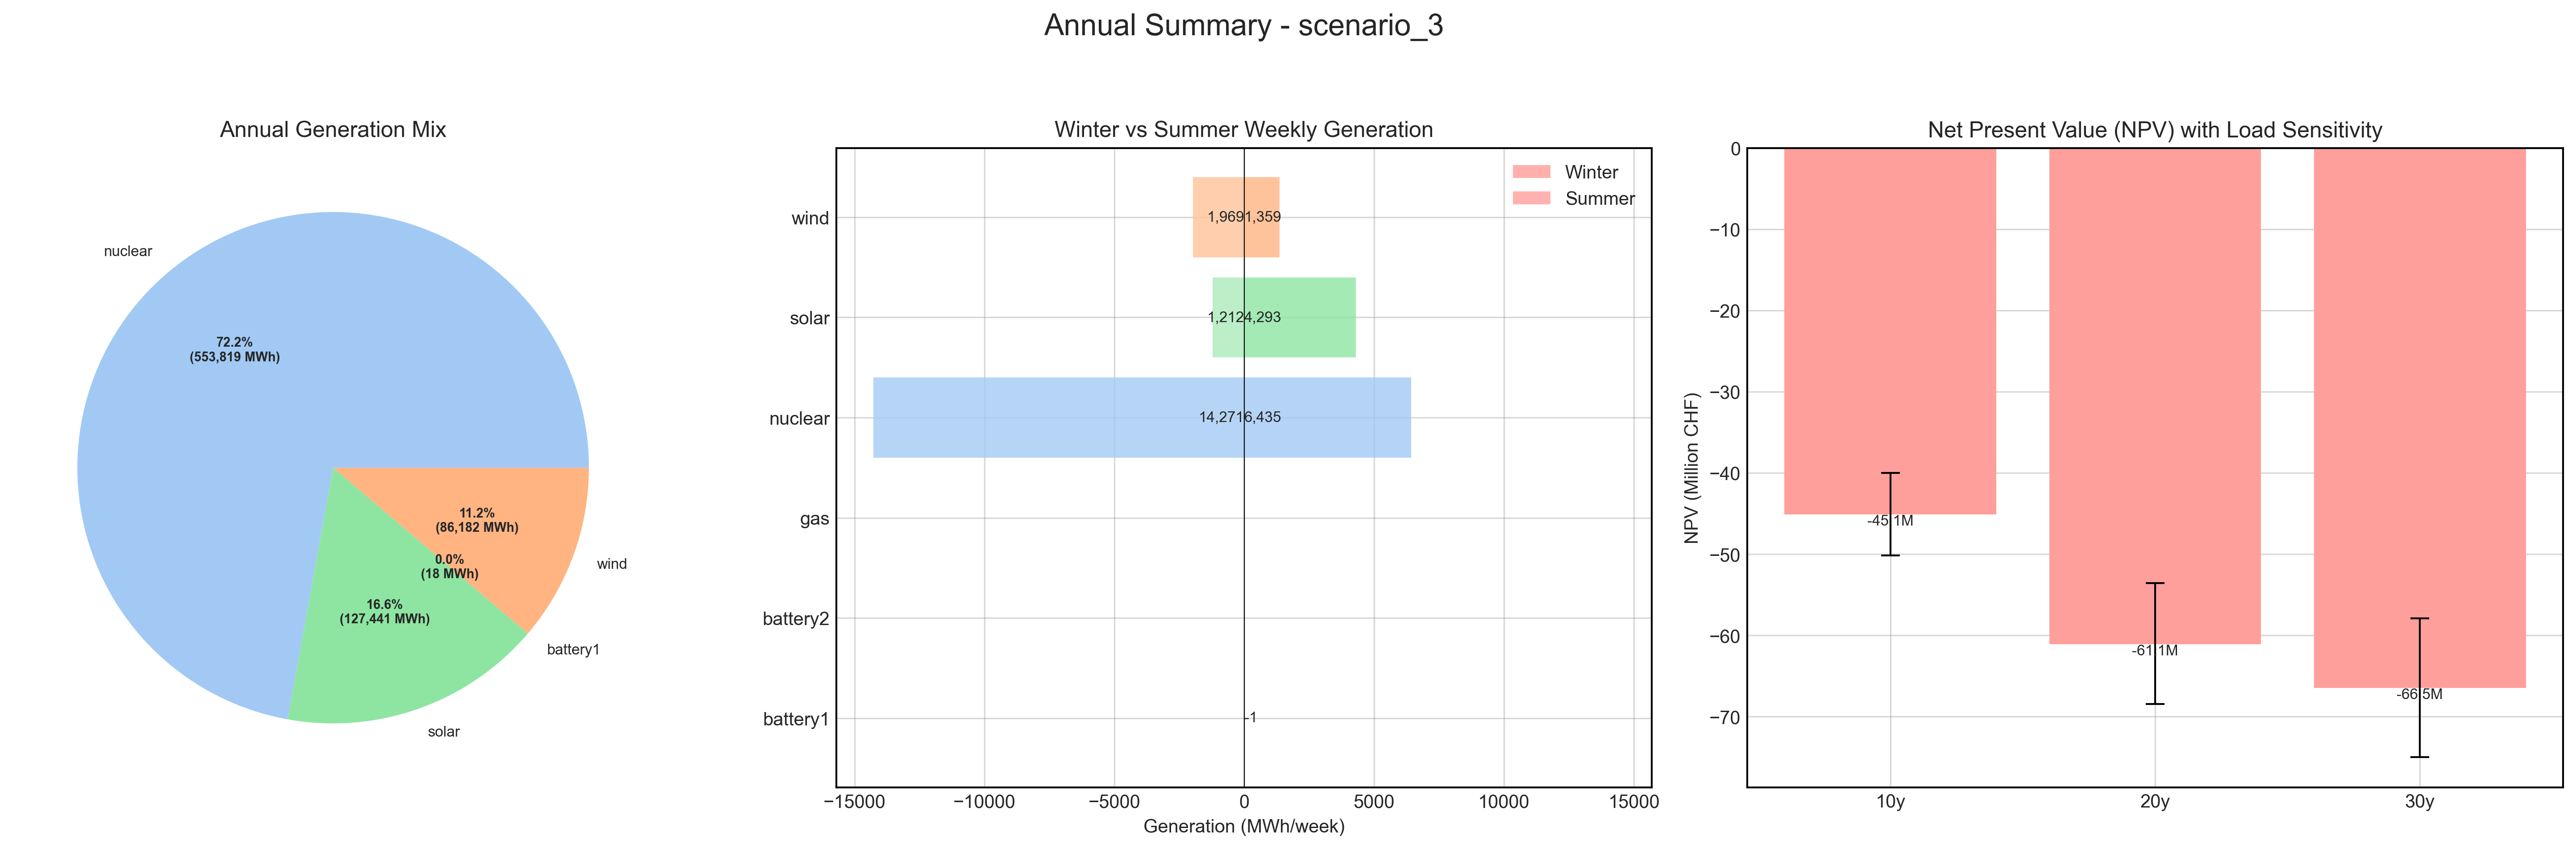 Annual Summary - scenario_3
Annual Generation Mix
nuclear
72.2%
(553,819 MWh)
11.2%
(86,182 MWh)
0.0%
(18 MWh)
16.6%
(127,441 MWh)
wind
battery1
solar
Winter vs Summer Weekly Generation
Winter
Summer
wind
1,9691,359
solar
1,2124,293
nuclear
14,2716,435
gas
battery2
battery1
-1
−15000
−10000
−5000
0
5000
10000
15000
Generation (MWh/week)
Net Present Value (NPV) with Load Sensitivity
NPV (Million CHF)
0
−10
−20
−30
−40
−50
−60
−70
-45.1M
-61.1M
-66.5M
10y
20y
30y